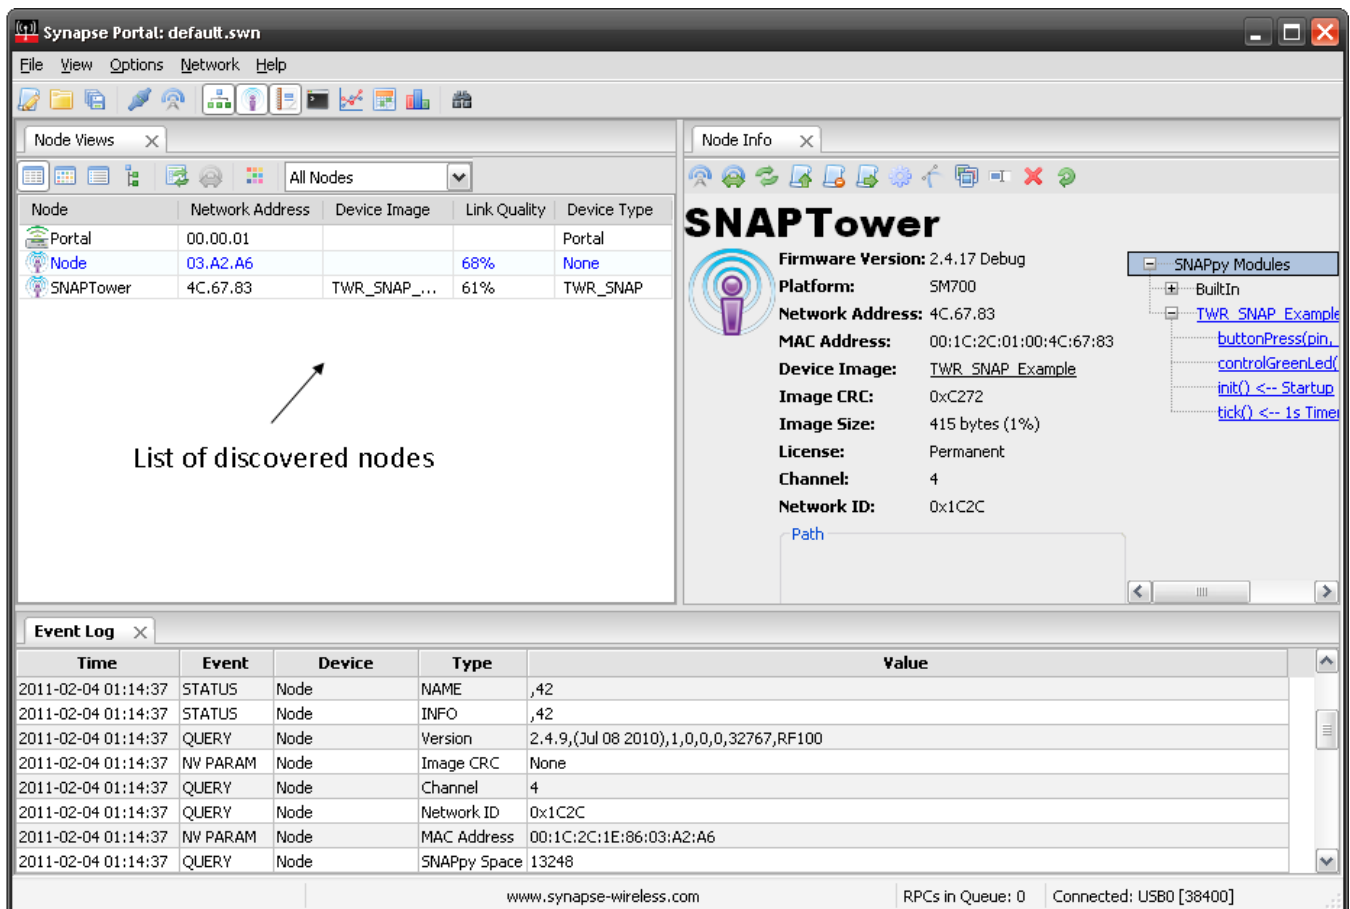 Synapse Portal: default.swn
File View Options Network Help
Node Views
All Nodes
Node Network Address Device Image Link Quality Device Type
Portal 00.00.01 Portal
Node 03.A2.A6 68% None
SNAPTower 4C.67.83 TWR_SNAP_... 61% TWR_SNAP
List of discovered nodes
Node Info
SNAPTower
Firmware Version: 2.4.17 Debug
Platform: SM700
Network Address: 4C.67.83
MAC Address: 00:1C:2C:01:00:4C:67:83
Device Image: TWR_SNAP_Example
Image CRC: 0xC272
Image Size: 415 bytes (1%)
License: Permanent
Channel: 4
Network ID: 0x1C2C
Path
SNAPpy Modules
BuiltIn
TWR_SNAP_Example
buttonPress(pin,
controlGreenLed(
init() <-- Startup
tick() <-- 1s Timer
Event Log
Time Event Device Type Value
2011-02-04 01:14:37 STATUS Node NAME ,42
2011-02-04 01:14:37 STATUS Node INFO ,42
2011-02-04 01:14:37 QUERY Node Version 2.4.9,(Jul 08 2010),1,0,0,0,32767,RF100
2011-02-04 01:14:37 NV PARAM Node Image CRC None
2011-02-04 01:14:37 QUERY Node Channel 4
2011-02-04 01:14:37 QUERY Node Network ID 0x1C2C
2011-02-04 01:14:37 NV PARAM Node MAC Address 00:1C:2C:1E:86:03:A2:A6
2011-02-04 01:14:37 QUERY Node SNAPpy Space 13248
www.synapse-wireless.com
RPCs in Queue: 0
Connected: USB0 [38400]